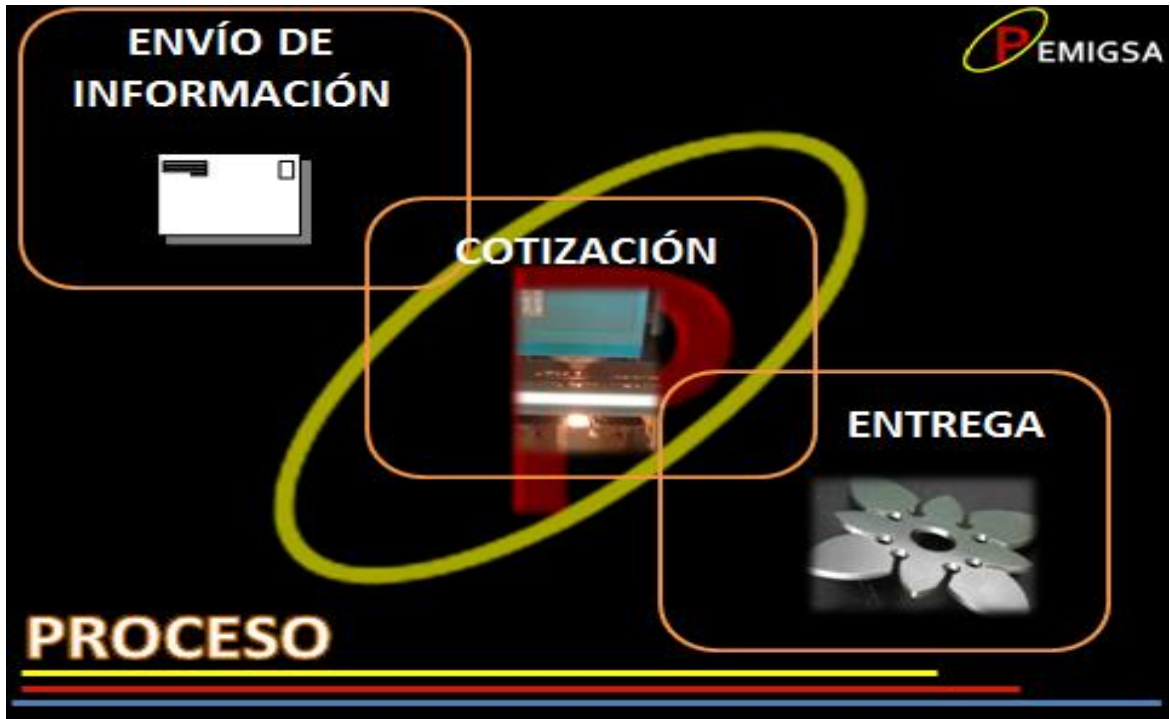 PEMIGSA
ENVÍO DE
INFORMACIÓN
COTIZACIÓN
ENTREGA
PROCESO